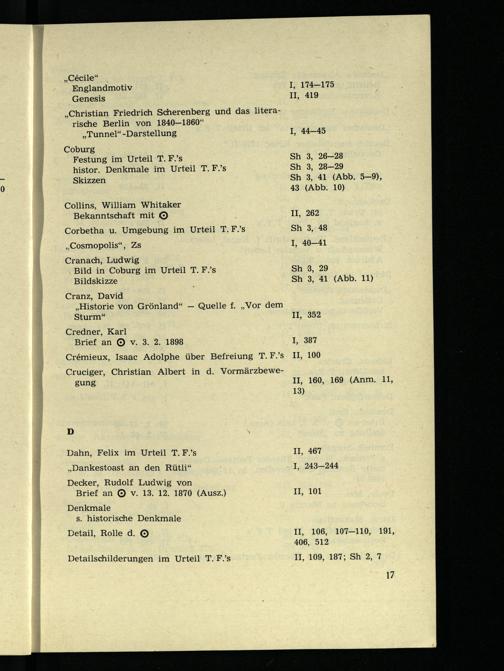 „Cécile“
Englandmotiv I, 174—175
Genesis II, 419
„Christian Friedrich Scherenberg und das litera-
rische Berlin von 1840—1860“
„Tunnel“-Darstellung I, 44—45
Coburg
Festung im Urteil T. F.'s Sh 3, 26—28
histor. Denkmale im Urteil T. F.'s Sh 3, 28—29
Skizzen Sh 3, 41 (Abb. 5—9),
43 (Abb. 10)
Collins, William Whitaker
Bekanntschaft mit ⊙ II, 262
Corbetha u. Umgebung im Urteil T. F.'s Sh 3, 48
„Cosmopolis“, Zs I, 40—41
Cranach, Ludwig
Bild in Coburg im Urteil T. F.'s Sh 3, 29
Bildskizze Sh 3, 41 (Abb. 11)
Cranz, David
„Historie von Grönland“ — Quelle f. „Vor dem
Sturm“ II, 352
Credner, Karl
Brief an ⊙ v. 3. 2. 1898 I, 387
Crémieux, Isaac Adolphe über Befreiung T. F.'s II, 100
Cruciger, Christian Albert in d. Vormärzbewe-
gung II, 160, 169 (Anm. 11,
13)
D
Dahn, Felix im Urteil T. F.'s II, 467
„Dankestoast an den Rütli“ I, 243—244
Decker, Rudolf Ludwig von
Brief an ⊙ v. 13. 12. 1870 (Ausz.) II, 101
Denkmale
s. historische Denkmale
Detail, Rolle d. ⊙ II, 106, 107—110, 191,
406, 512
Detailschilderungen im Urteil T. F.'s II, 109, 187; Sh 2, 7
17
0